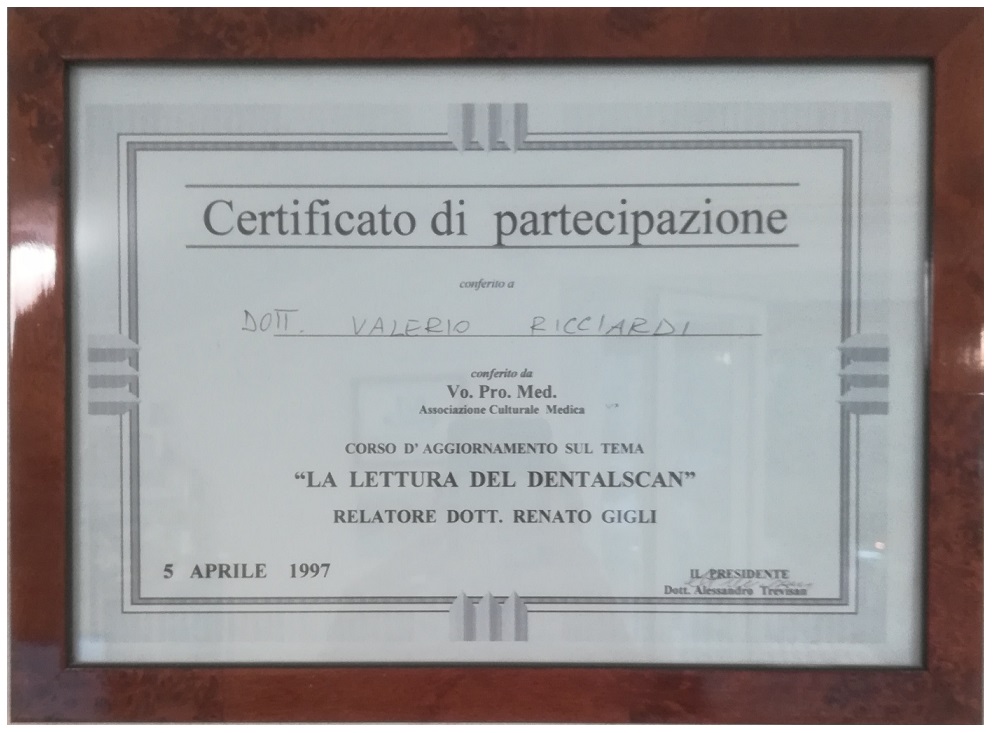 Certificato di partecipazione
conferito a
DOTT. VALERIO RICCIARDI
conferito da
Vo. Pro. Med.
Associazione Culturale Medica
CORSO D' AGGIORNAMENTO SUL TEMA
“LA LETTURA DEL DENTALSCAN”
RELATORE DOTT. RENATO GIGLI
5 APRILE 1997
IL PRESIDENTE
Dott. Alessandro Trevisan